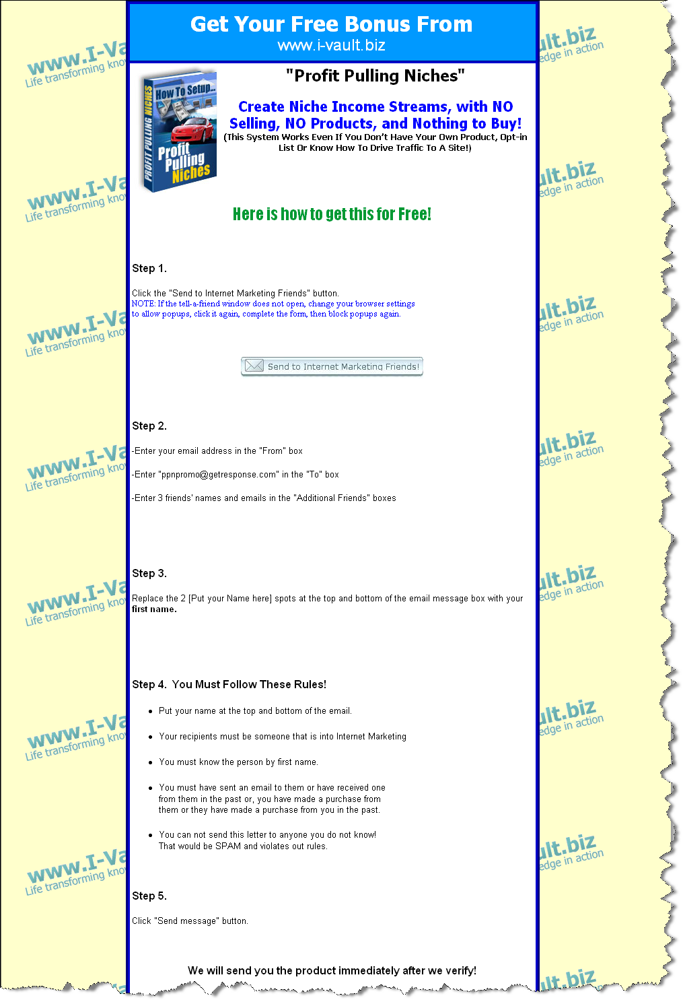 Get Your Free Bonus From
www.i-vault.biz
"Profit Pulling Niches"
Create Niche Income Streams, with NO
Selling, NO Products, and Nothing to Buy!
(This System Works Even If You Don't Have Your Own Product, Opt-in
List Or Know How To Drive Traffic To A Site!)
PROFIT PULLING NICHES
How To Setup...
Profit
Pulling
Niches
Here is how to get this for Free!
Step 1.
Click the "Send to Internet Marketing Friends" button.
NOTE: If the tell-a-friend window does not open, change your browser settings
to allow popups, click it again, complete the form, then block popups again.
Send to Internet Marketing Friends!
Step 2.
-Enter your email address in the "From" box
-Enter "ppnpromo@getresponse.com" in the "To" box
-Enter 3 friends' names and emails in the "Additional Friends" boxes
Step 3.
Replace the 2 [Put your Name here] spots at the top and bottom of the email message box with your
first name.
Step 4. You Must Follow These Rules!
Put your name at the top and bottom of the email.
Your recipients must be someone that is into Internet Marketing
You must know the person by first name.
You must have sent an email to them or have received one
from them in the past or, you have made a purchase from
them or they have made a purchase from you in the past.
You can not send this letter to anyone you do not know!
That would be SPAM and violates out rules.
Step 5.
Click "Send message" button.
We will send you the product immediately after we verify!
www.I-Va
Life transforming kno
ult.biz
edge in action
www.I-Va
Life transforming kno
ult.biz
edge in action
www.I-Va
Life transforming kno
ult.biz
edge in action
www.I-Va
Life transforming kno
ult.biz
edge in action
www.I-Va
Life transforming kno
ult.biz
edge in action
www.I-Va
Life transforming kno
ult.biz
edge in action
www.I-Va
Life transforming kno
ult.biz
edge in action
ult.biz